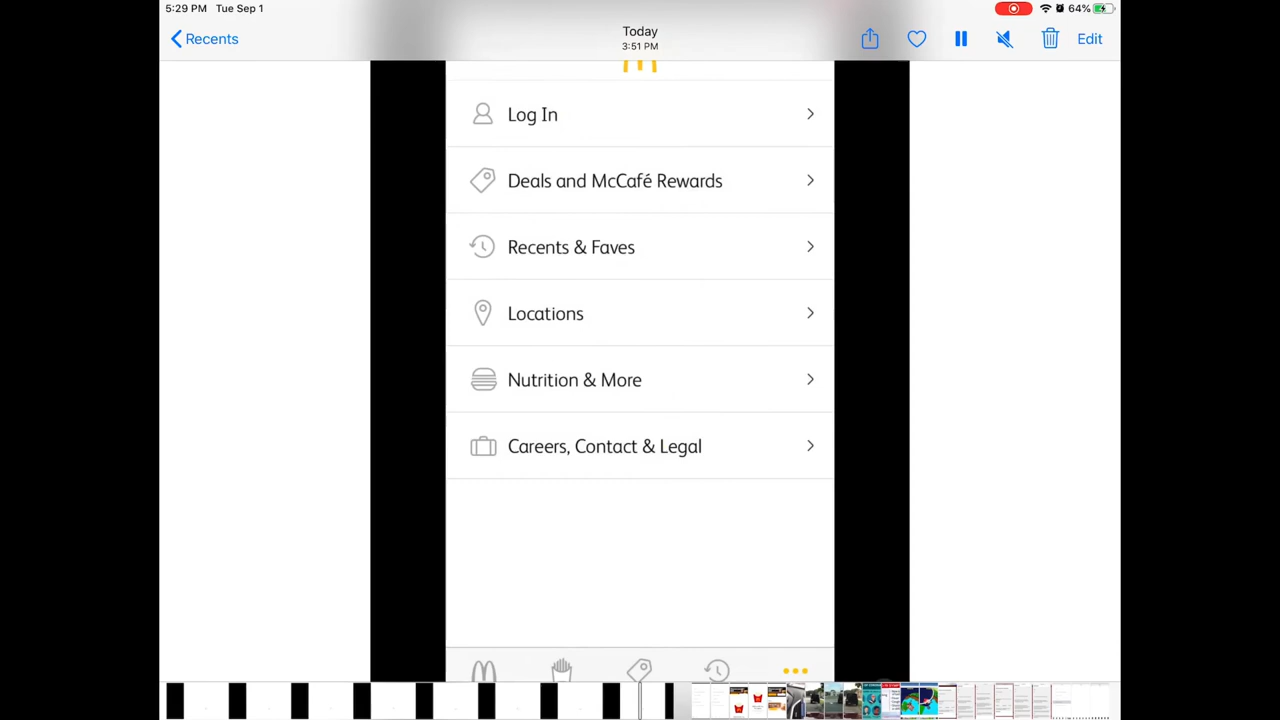 5:29 PM Tue Sep 1
64%
Recents
Today
3:51 PM
Edit
Log In
Deals and McCafé Rewards
Recents & Faves
Locations
Nutrition & More
Careers, Contact & Legal